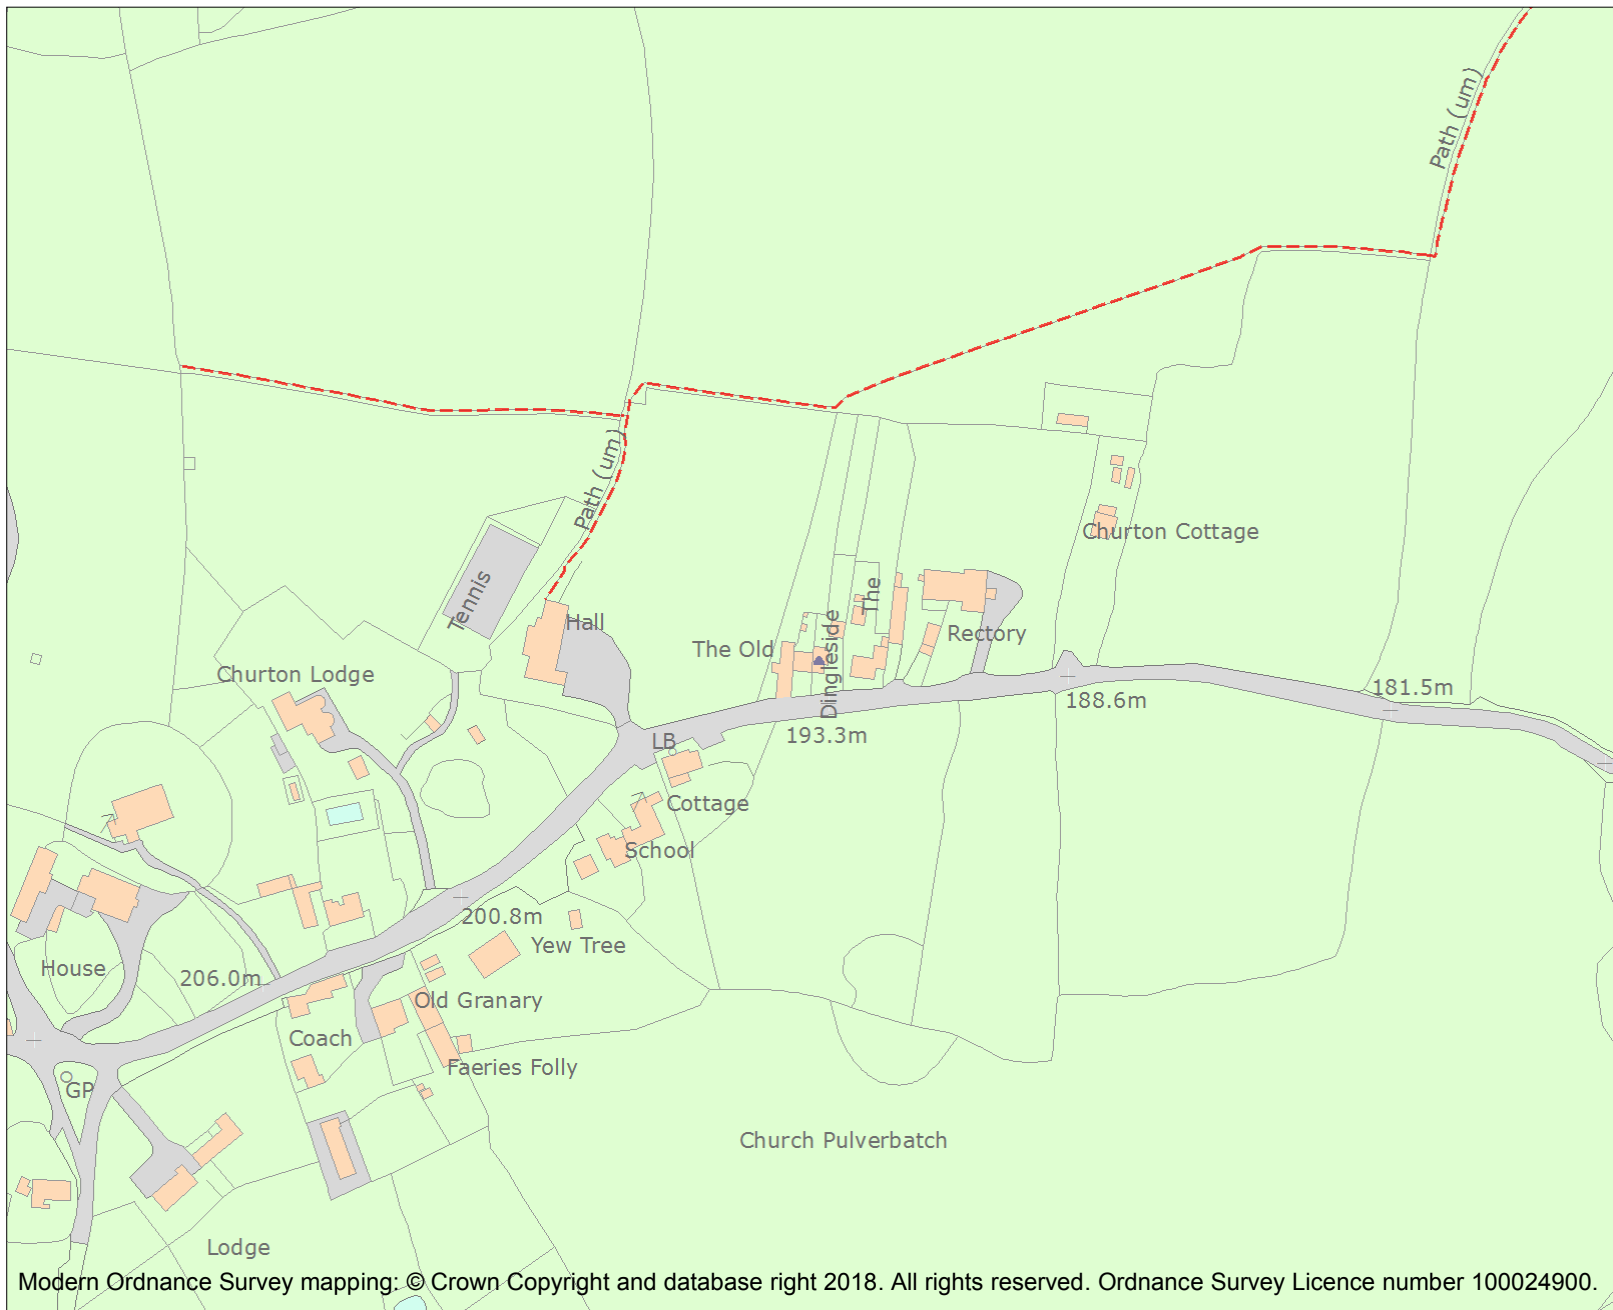 Path (um)
Path (um)
Churton Cottage
Tennis
The
Hall
Rectory
The Old
Dingleside
Churton Lodge
181.5m
188.6m
193.3m
LB
Cottage
School
200.8m
Yew Tree
House
206.0m
Old Granary
Coach
Faeries Folly
GP
Church Pulverbatch
Lodge
Modern Ordnance Survey mapping: © Crown Copyright and database right 2018. All rights reserved. Ordnance Survey Licence number 100024900.